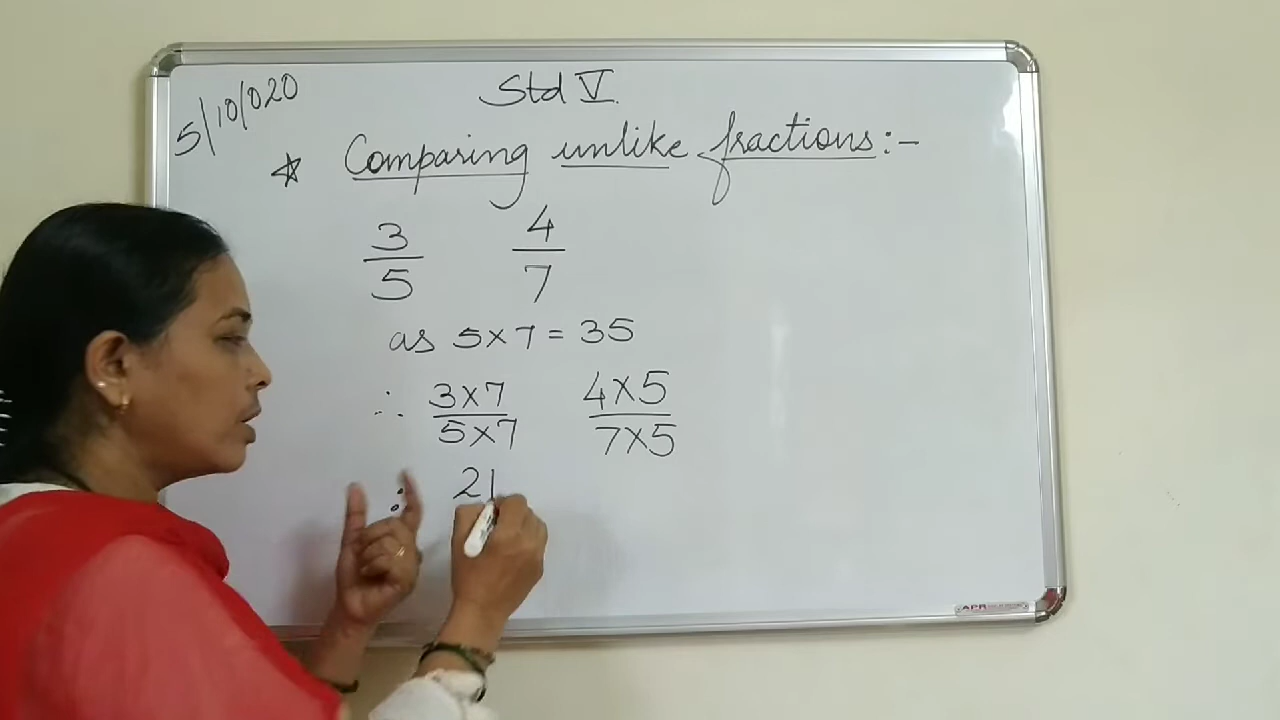 5/10/020
Std V.
☆ Comparing unlike fractions:-
3/5 4/7
as 5×7 = 35
∴ 3×7/5×7 4×5/7×5
∴ 21
APR